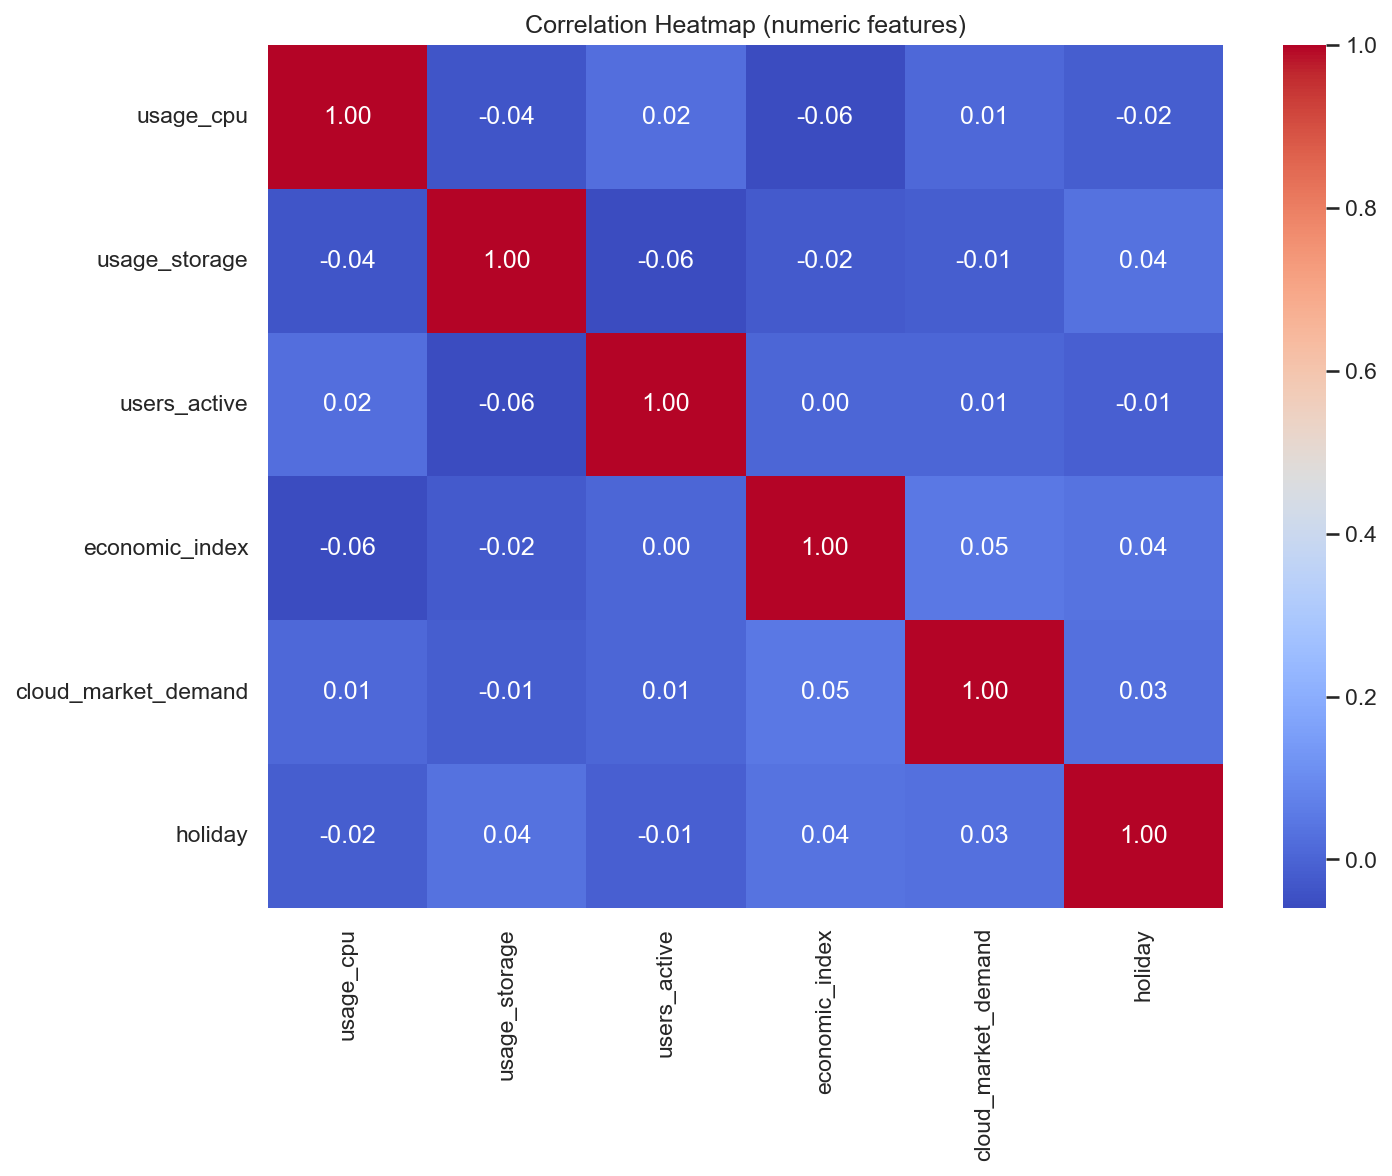 Correlation Heatmap (numeric features)
usage_cpu 1.00 -0.04 0.02 -0.06 0.01 -0.02
usage_storage -0.04 1.00 -0.06 -0.02 -0.01 0.04
users_active 0.02 -0.06 1.00 0.00 0.01 -0.01
economic_index -0.06 -0.02 0.00 1.00 0.05 0.04
cloud_market_demand 0.01 -0.01 0.01 0.05 1.00 0.03
holiday -0.02 0.04 -0.01 0.04 0.03 1.00
usage_cpu
usage_storage
users_active
economic_index
cloud_market_demand
holiday
1.0
0.8
0.6
0.4
0.2
0.0